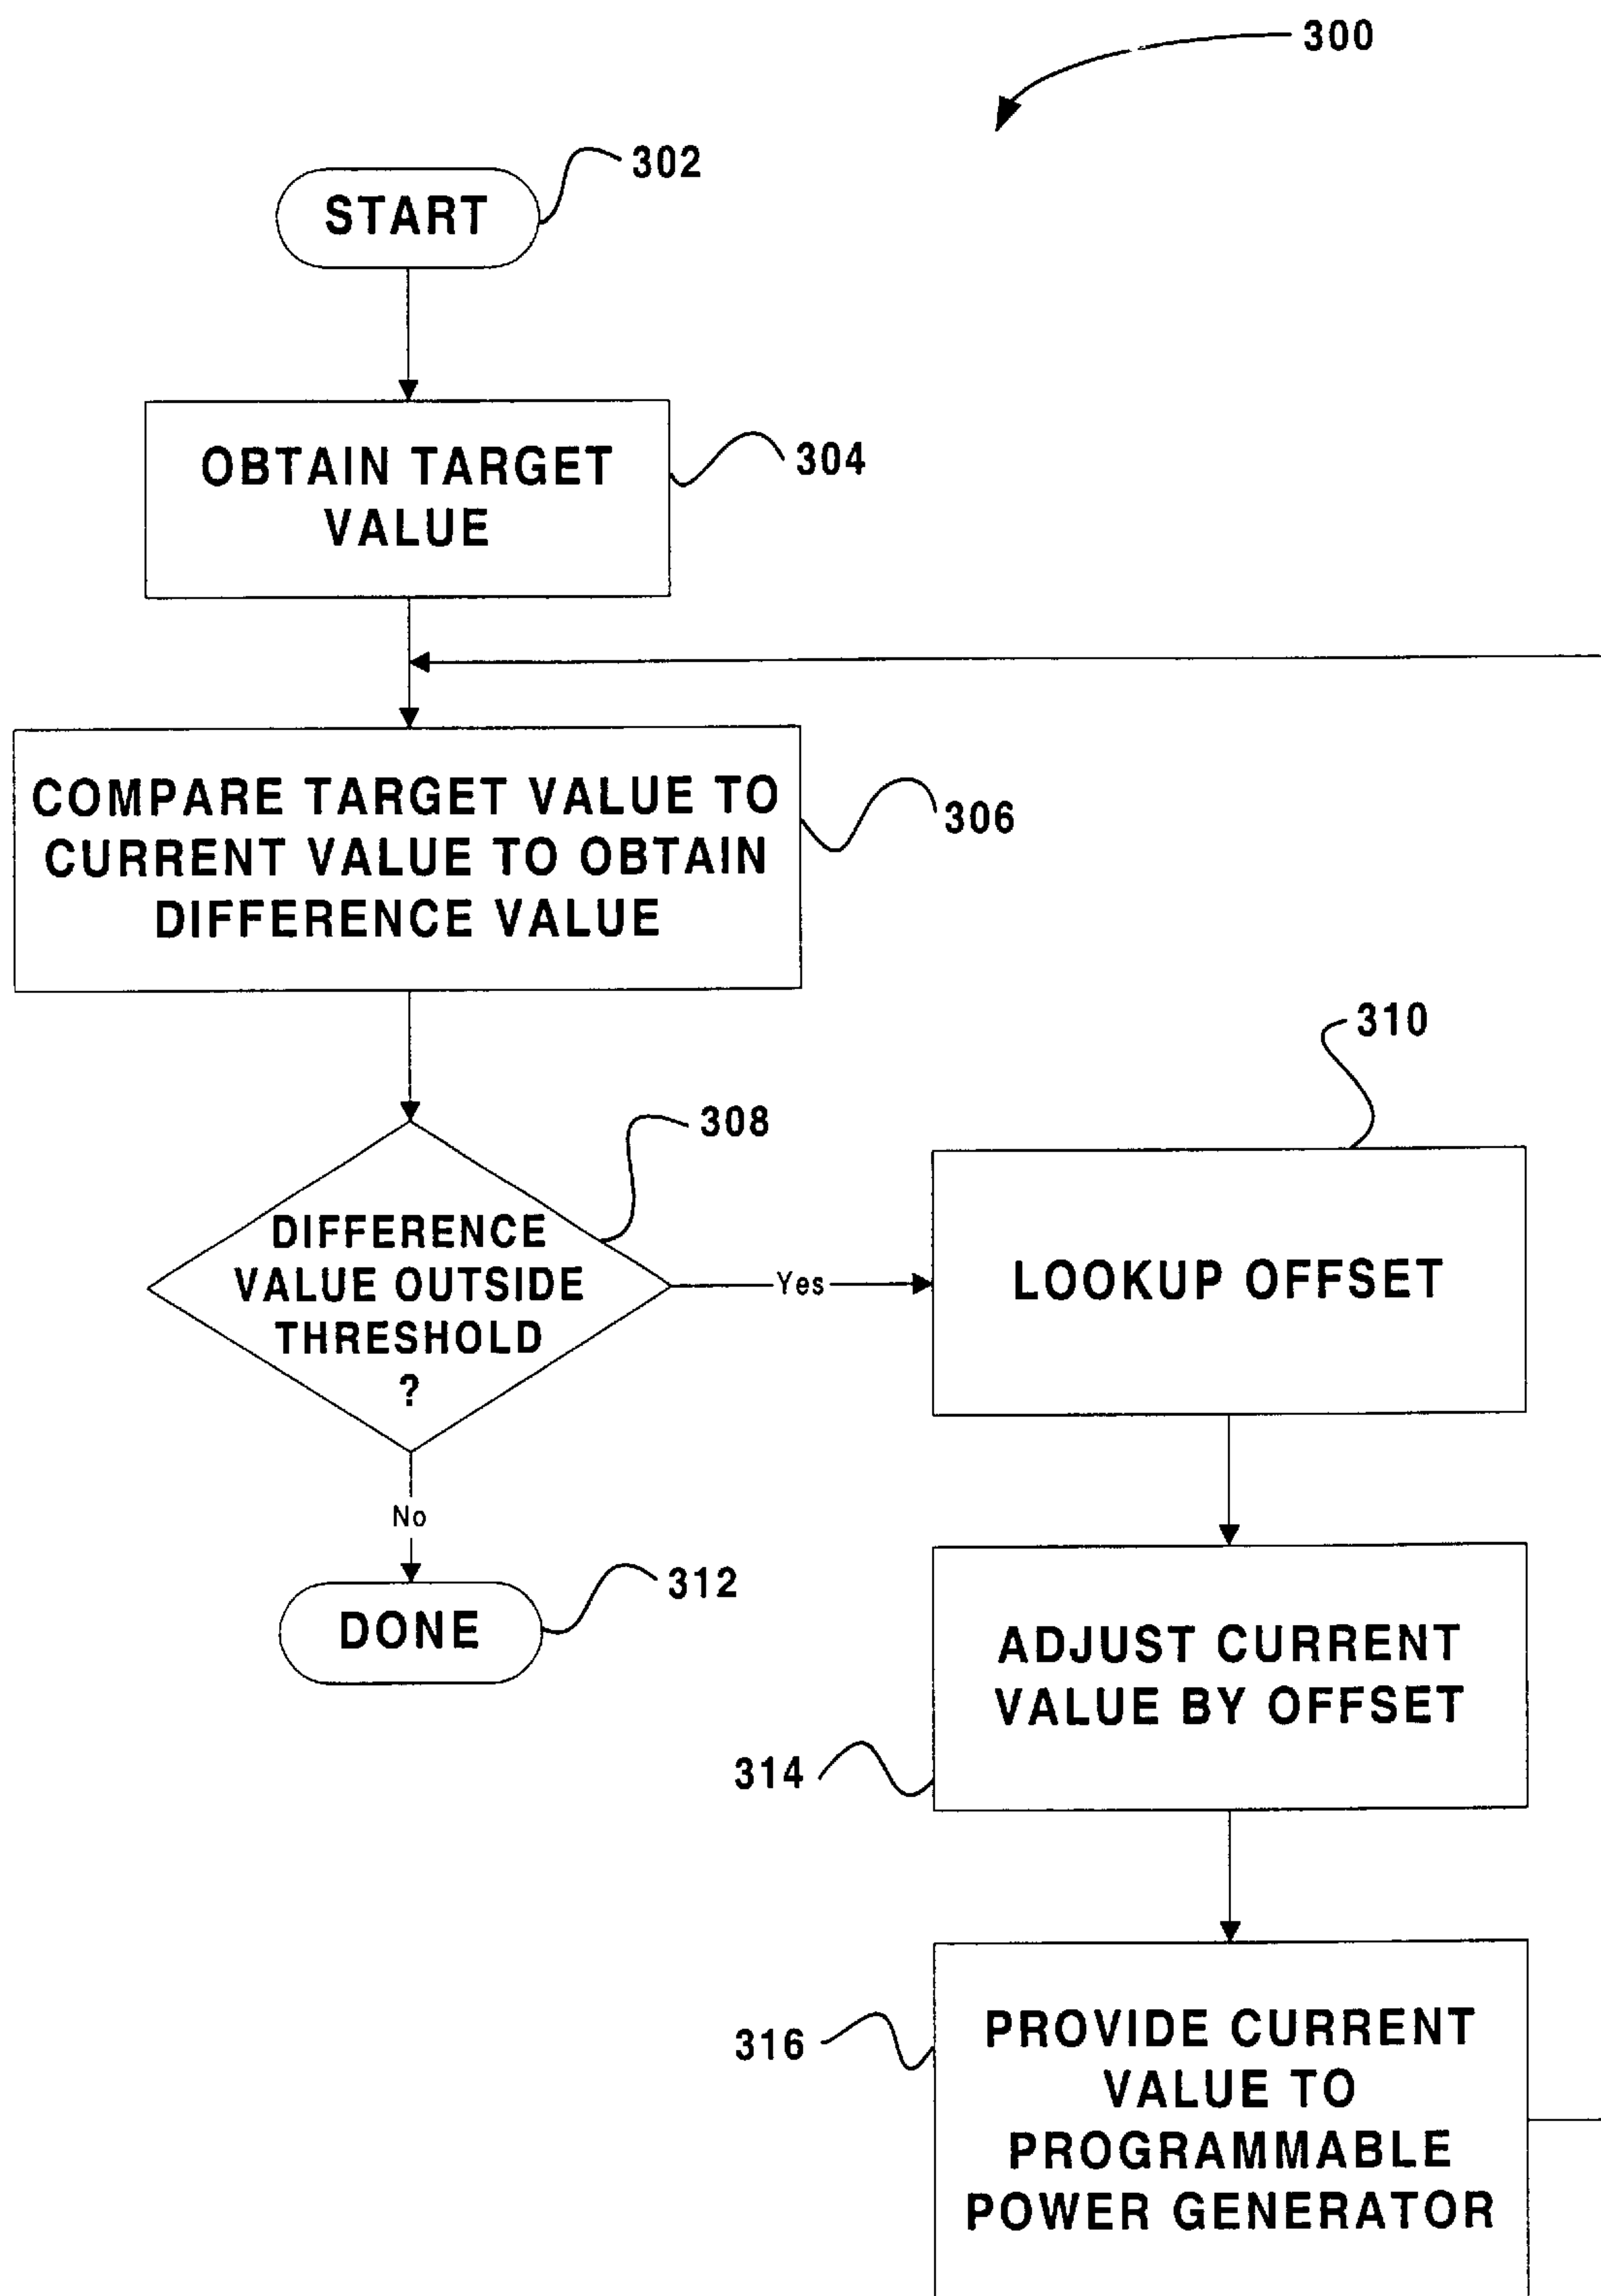 300
302
START
OBTAIN TARGET
VALUE
304
COMPARE TARGET VALUE TO
CURRENT VALUE TO OBTAIN
DIFFERENCE VALUE
306
308
DIFFERENCE
VALUE OUTSIDE
THRESHOLD
?
Yes
310
LOOKUP OFFSET
No
312
DONE
ADJUST CURRENT
VALUE BY OFFSET
314
316
PROVIDE CURRENT
VALUE TO
PROGRAMMABLE
POWER GENERATOR